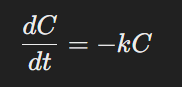 dC/dt = −kC